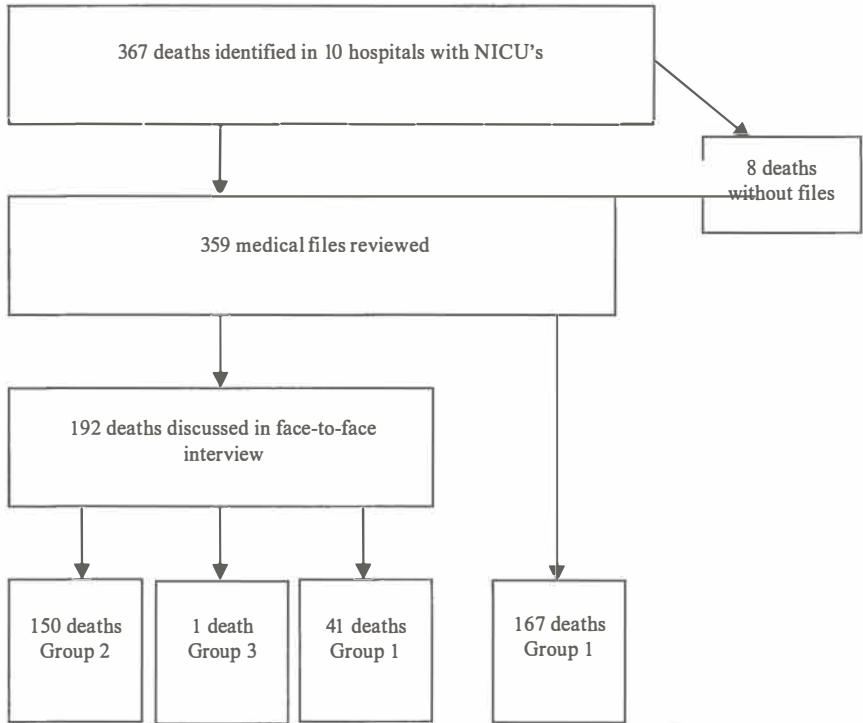 367 deaths identified in 10 hospitals with NICU's
8 deaths
without files
359 medical files reviewed
192 deaths discussed in face-to-face
interview
150 deaths
Group 2
1 death
Group 3
41 deaths
Group 1
167 deaths
Group 1